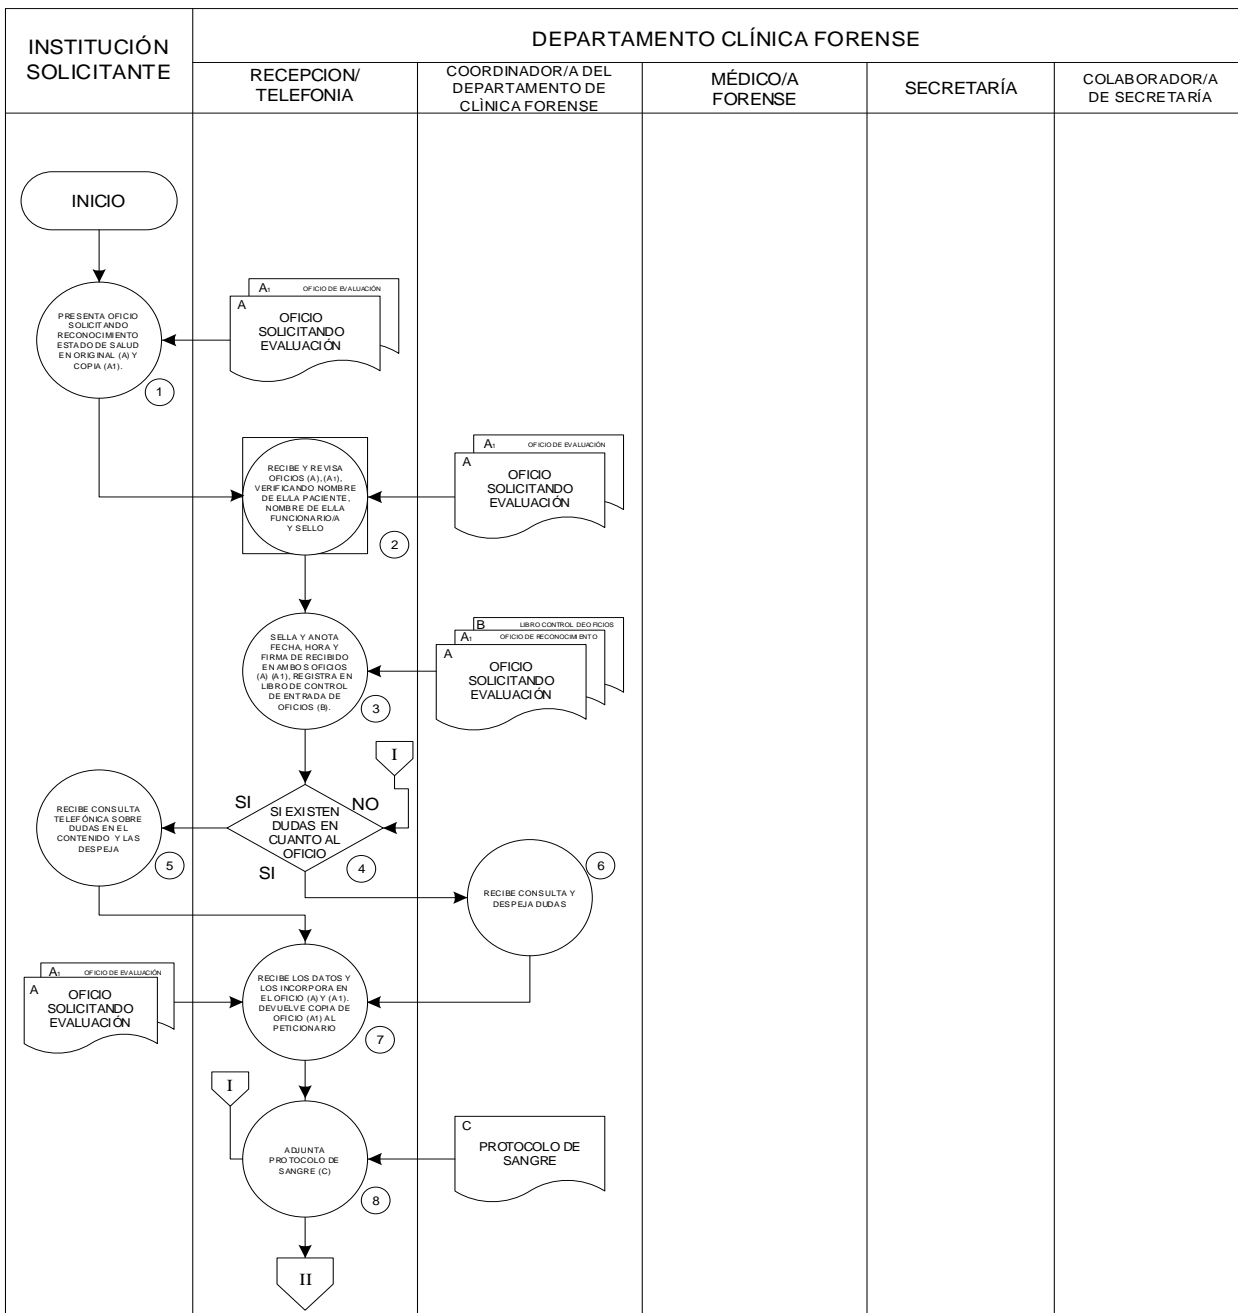 INSTITUCIÓN
SOLICITANTE
DEPARTAMENTO CLÍNICA FORENSE
RECEPCION/
TELEFONIA
COORDINADOR/A DEL
DEPARTAMENTO DE
CLÌNICA FORENSE
MÉDICO/A
FORENSE
SECRETARÍA
COLABORADOR/A
DE SECRETARÍA
INICIO
PRESENTA OFICIO
SOLICITANDO
RECONOCIMIENTO
ESTADO DE SALUD
EN ORIGINAL (A) Y
COPIA (A1).
1
A1 OFICIO DE EVALUACIÓN
A
OFICIO
SOLICITANDO
EVALUACIÓN
RECIBE Y REVISA
OFICIOS (A), (A1),
VERIFICANDO NOMBRE
DE EL/LA PACIENTE,
NOMBRE DE EL/LA
FUNCIONARIO/A
Y SELLO
2
A1 OFICIO DE EVALUACIÓN
A
OFICIO
SOLICITANDO
EVALUACIÓN
SELLA Y ANOTA
FECHA, HORA Y
FIRMA DE RECIBIDO
EN AMBOS OFICIOS
(A) (A1), REGISTRA EN
LIBRO DE CONTROL
DE ENTRADA DE
OFICIOS (B).
3
B LIBRO CONTROL DE OFICIOS
A1 OFICIO DE RECONOCIMIENTO
A
OFICIO
SOLICITANDO
EVALUACIÓN
I
SI
NO
SI EXISTEN
DUDAS EN
CUANTO AL
OFICIO
SI
4
RECIBE CONSULTA
TELEFÓNICA SOBRE
DUDAS EN EL
CONTENIDO Y LAS
DESPEJA
5
6
RECIBE CONSULTA Y
DESPEJA DUDAS
A1 OFICIO DE EVALUACIÓN
A
OFICIO
SOLICITANDO
EVALUACIÓN
RECIBE LOS DATOS Y
LOS INCORPORA EN
EL OFICIO (A) Y (A1).
DEVUELVE COPIA DE
OFICIO (A1) AL
PETICIONARIO
7
I
ADJUNTA
PROTOCOLO DE
SANGRE (C)
8
C
PROTOCOLO DE
SANGRE
II